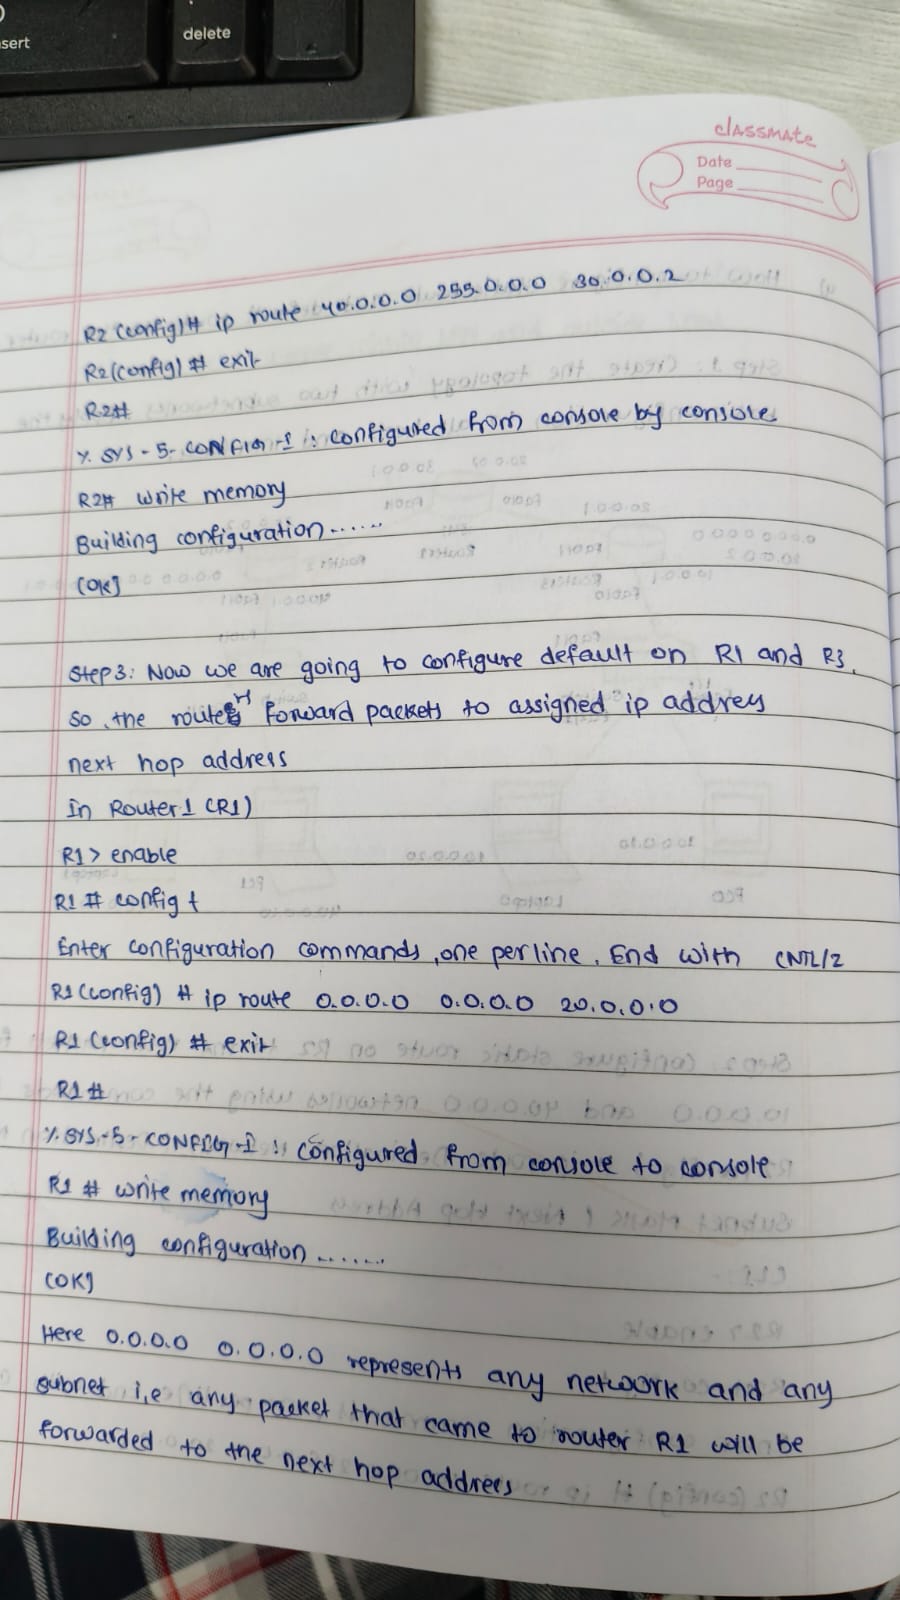 sert
delete
classmate
Date
Page
R2 (config)# ip route 40.0.0.0 255.0.0.0 30.0.0.2
R2(config) # exit
R2#
%. SYS - 5 - CONFIG - I : configured from console by console
R2# write memory
Building configuration......
[OK]
Step3: Now we are going to configure default on R1 and R3.
So, the router forward packets to assigned ip address
next hop address
In Router1 (R1)
R1 > enable
R1 # config t
Enter configuration commands, one per line. End with CNTL/Z
R1 (config) # ip route 0.0.0.0 0.0.0.0 20.0.0.0
R1 (config) # exit
R1 #
%. SYS - 5 - CONFIG - I : configured from console to console
R1 # write memory
Building configuration .......
[OK]
Here 0.0.0.0 0.0.0.0 represents any network and any
subnet i,e any packet that came to router R1 will be
forwarded to the next hop address